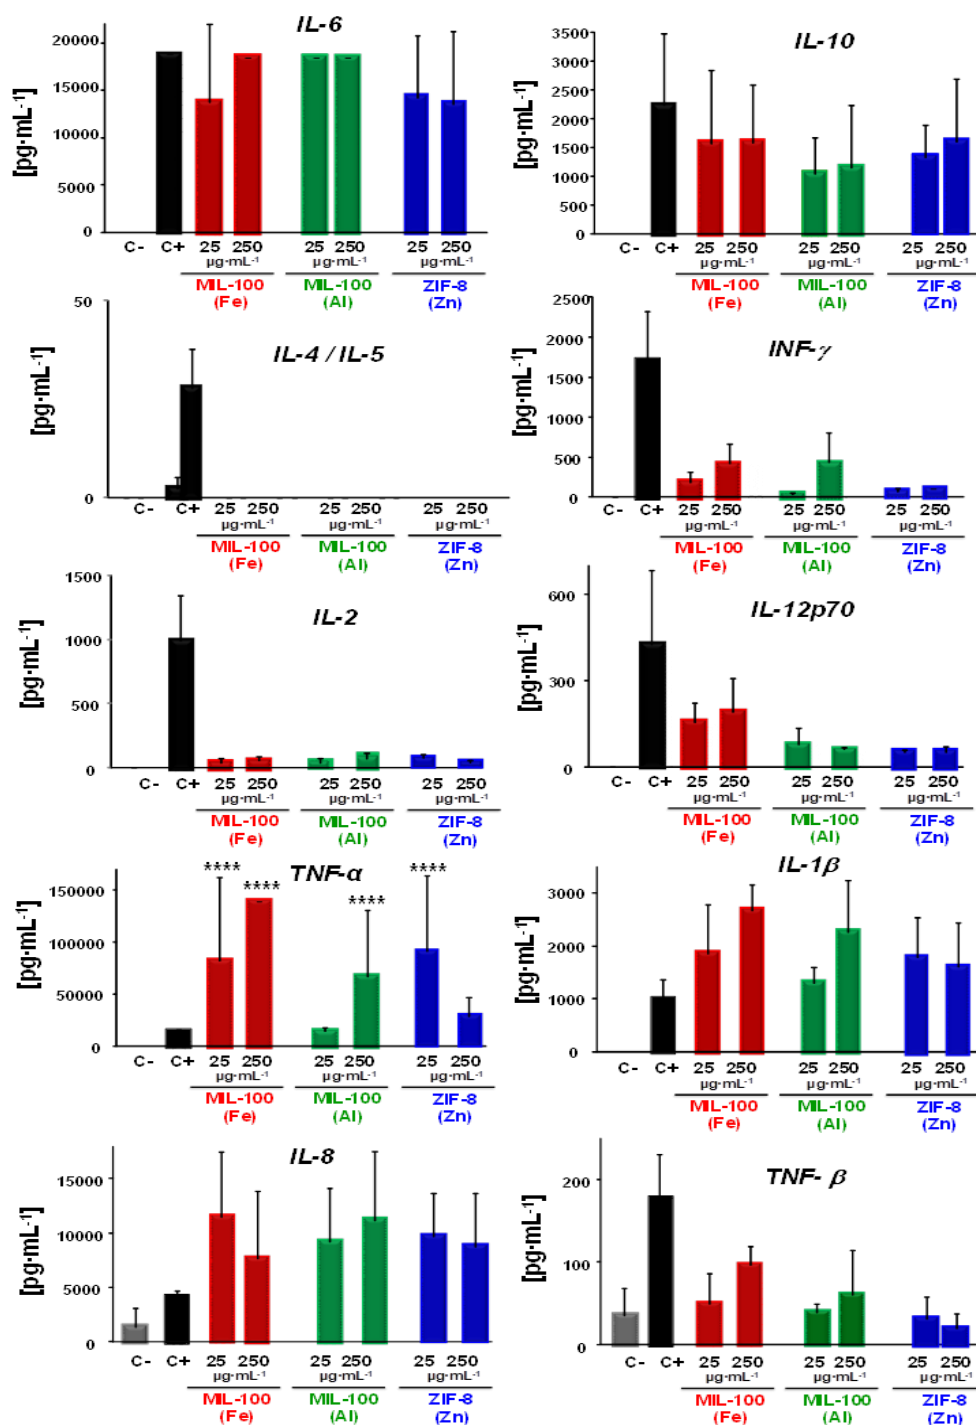 IL-6
[pg·mL-1]
20000
15000
10000
5000
0
C- C+ 25 250 25 250 25 250
µg·mL-1 µg·mL-1 µg·mL-1
MIL-100 (Fe) MIL-100 (Al) ZIF-8 (Zn)
IL-10
[pg·mL-1]
3500
3000
2500
2000
1500
1000
500
0
C- C+ 25 250 25 250 25 250
µg·mL-1 µg·mL-1 µg·mL-1
MIL-100 (Fe) MIL-100 (Al) ZIF-8 (Zn)
IL-4 / IL-5
[pg·mL-1]
50
0
C- C+ 25 250 25 250 25 250
µg·mL-1 µg·mL-1 µg·mL-1
MIL-100 (Fe) MIL-100 (Al) ZIF-8 (Zn)
INF-γ
[pg·mL-1]
2500
2000
1500
1000
500
0
C- C+ 25 250 25 250 25 250
µg·mL-1 µg·mL-1 µg·mL-1
MIL-100 (Fe) MIL-100 (Al) ZIF-8 (Zn)
IL-2
[pg·mL-1]
1500
1000
500
0
C- C+ 25 250 25 250 25 250
µg·mL-1 µg·mL-1 µg·mL-1
MIL-100 (Fe) MIL-100 (Al) ZIF-8 (Zn)
IL-12p70
[pg·mL-1]
600
300
0
C- C+ 25 250 25 250 25 250
µg·mL-1 µg·mL-1 µg·mL-1
MIL-100 (Fe) MIL-100 (Al) ZIF-8 (Zn)
TNF-α
**** **** **** ****
[pg·mL-1]
150000
100000
50000
0
C- C+ 25 250 25 250 25 250
µg·mL-1 µg·mL-1 µg·mL-1
MIL-100 (Fe) MIL-100 (Al) ZIF-8 (Zn)
IL-1β
[pg·mL-1]
3000
2000
1000
0
C- C+ 25 250 25 250 25 250
µg·mL-1 µg·mL-1 µg·mL-1
MIL-100 (Fe) MIL-100 (Al) ZIF-8 (Zn)
IL-8
[pg·mL-1]
15000
10000
5000
0
C- C+ 25 250 25 250 25 250
µg·mL-1 µg·mL-1 µg·mL-1
MIL-100 (Fe) MIL-100 (Al) ZIF-8 (Zn)
TNF- β
[pg·mL-1]
200
100
0
C- C+ 25 250 25 250 25 250
µg·mL-1 µg·mL-1 µg·mL-1
MIL-100 (Fe) MIL-100 (Al) ZIF-8 (Zn)